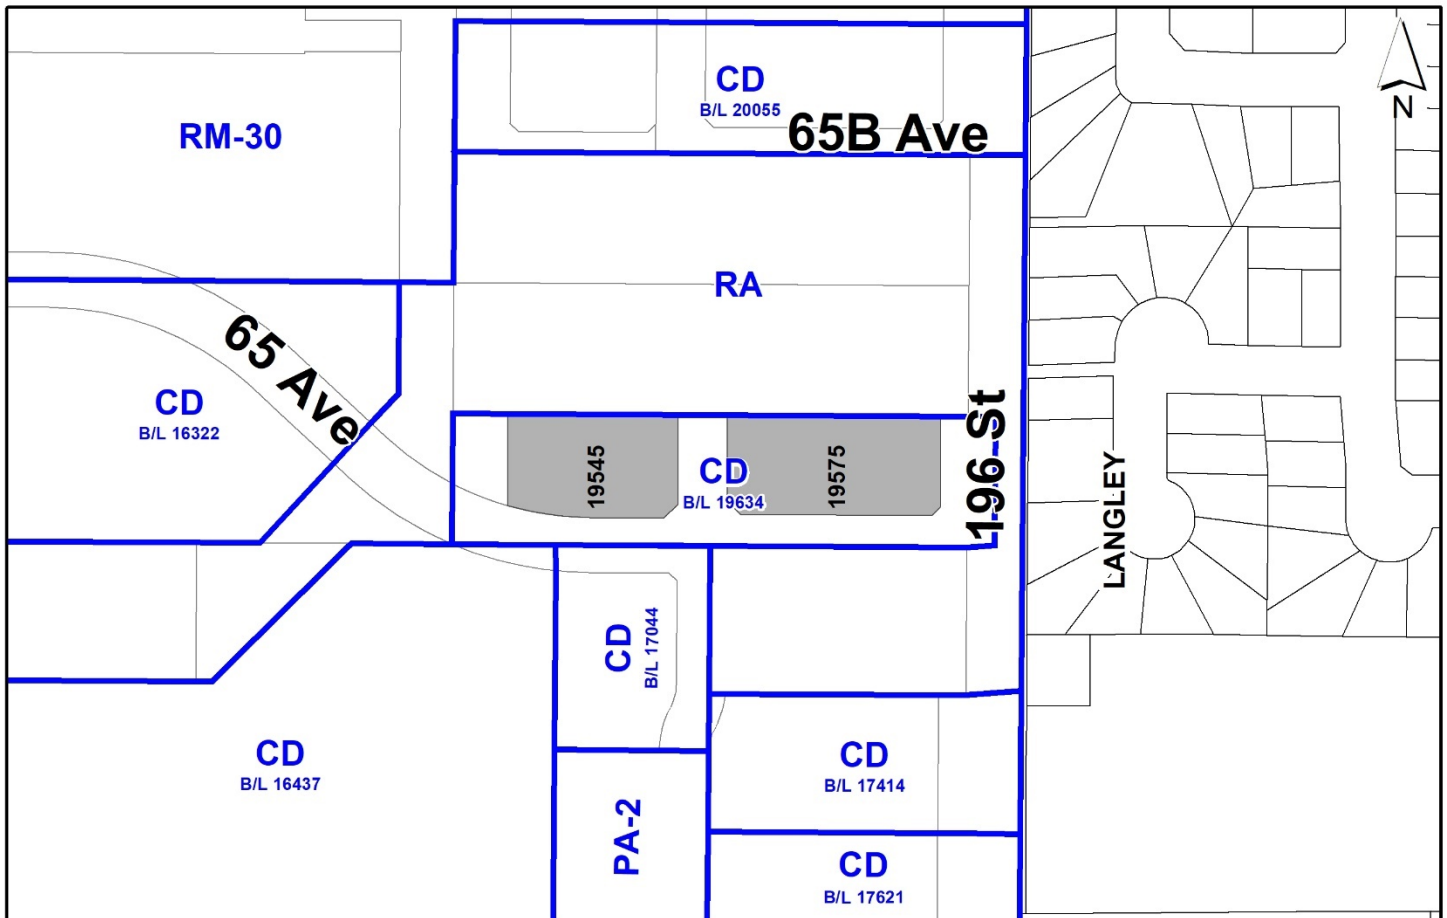 CD
B/L 20055
65B Ave
RM-30
N
RA
65 Ave
CD
B/L 16322
19545
CD
B/L 19634
19575
196 St
LANGLEY
CD
B/L 17044
CD
B/L 16437
CD
B/L 17414
PA-2
CD
B/L 17621